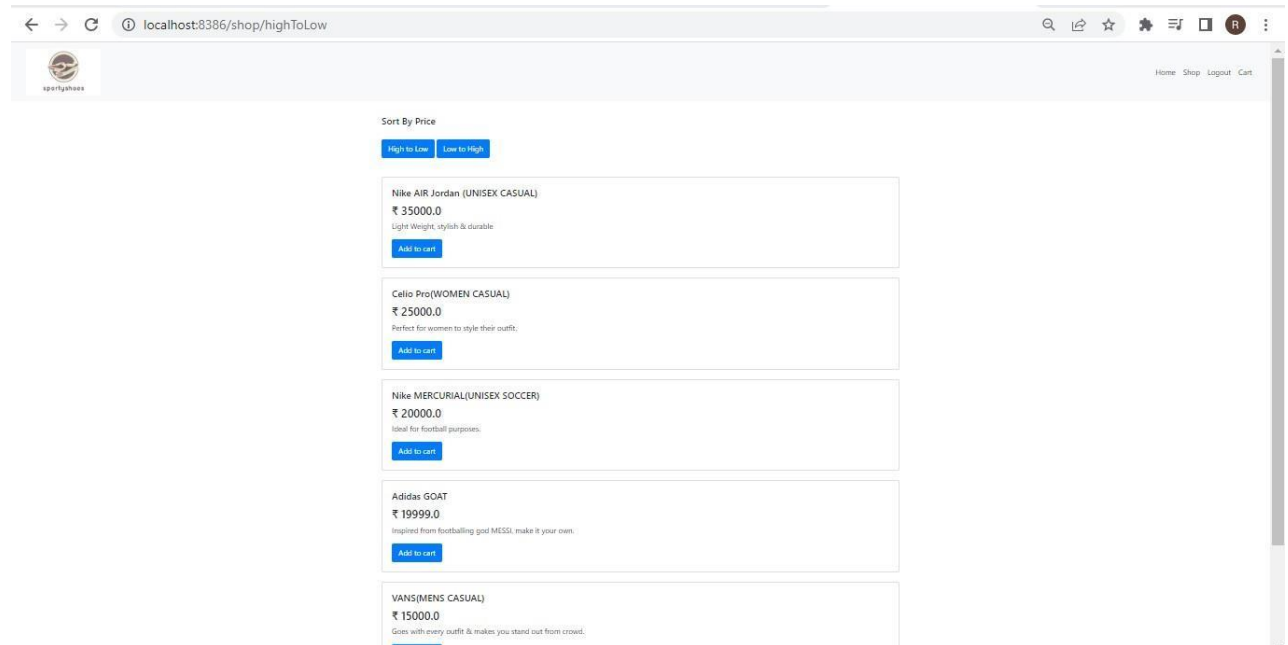 localhost:8386/shop/highToLow
R
sportyshoes
Home Shop Logout Cart
Sort By Price
High to Low Low to High
Nike AIR Jordan (UNISEX CASUAL)
₹ 35000.0
Light Weight, stylish & durable
Add to cart
Celio Pro(WOMEN CASUAL)
₹ 25000.0
Perfect for women to style their outfit.
Add to cart
Nike MERCURIAL(UNISEX SOCCER)
₹ 20000.0
Ideal for football purposes.
Add to cart
Adidas GOAT
₹ 19999.0
Inspired from footballing god MESSI, make it your own.
Add to cart
VANS(MENS CASUAL)
₹ 15000.0
Goes with every outfit & makes you stand out from crowd.